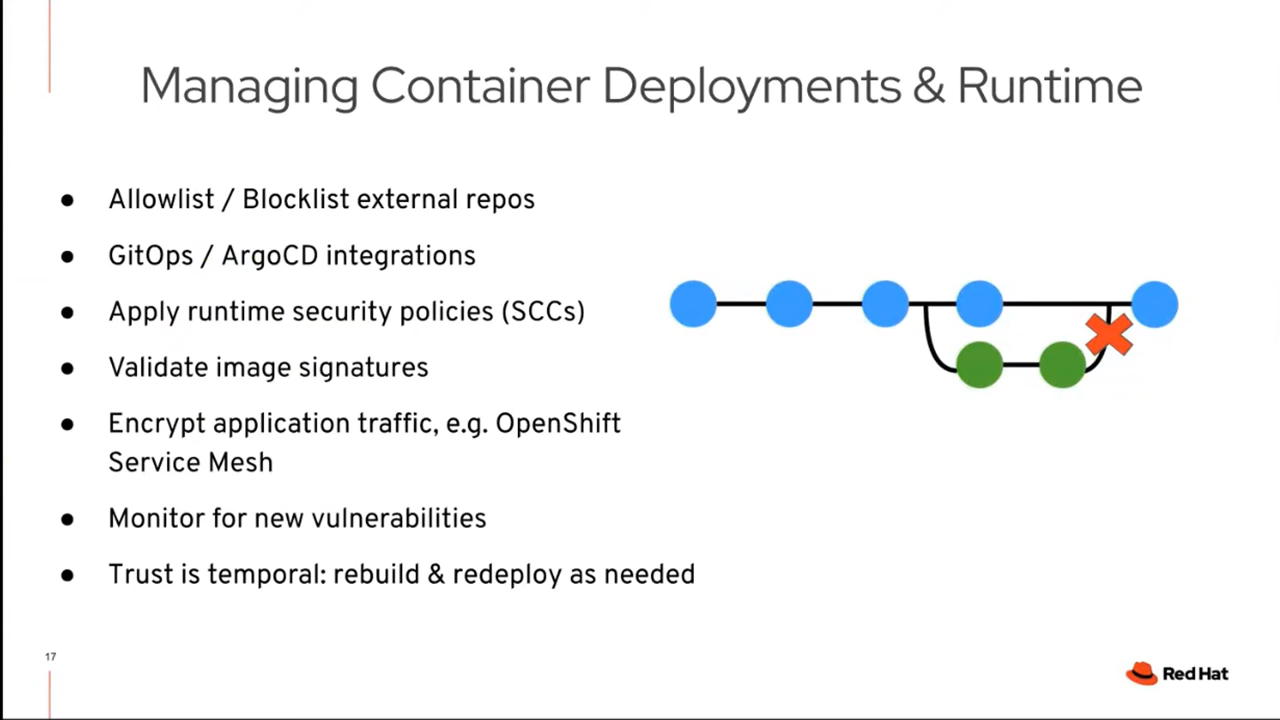 Managing Container Deployments & Runtime
● Allowlist / Blocklist external repos
● GitOps / ArgoCD integrations
● Apply runtime security policies (SCCs)
● Validate image signatures
● Encrypt application traffic, e.g. OpenShift
Service Mesh
● Monitor for new vulnerabilities
● Trust is temporal: rebuild & redeploy as needed
17
Red Hat